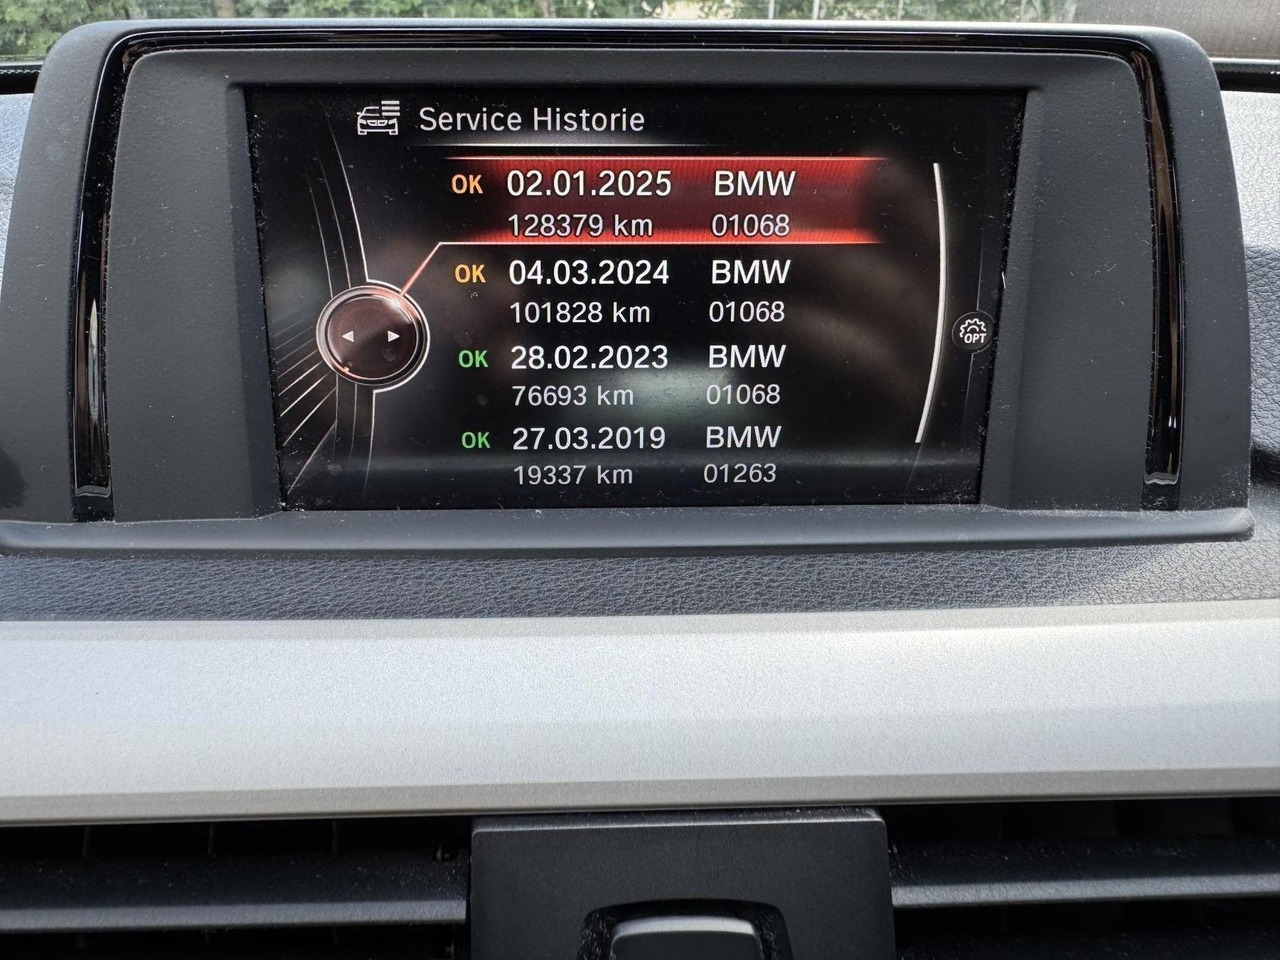 Service Historie
OK 02.01.2025 BMW
128379 km 01068
OK 04.03.2024 BMW
101828 km 01068
OK 28.02.2023 BMW
76693 km 01068
OK 27.03.2019 BMW
19337 km 01263
OPT